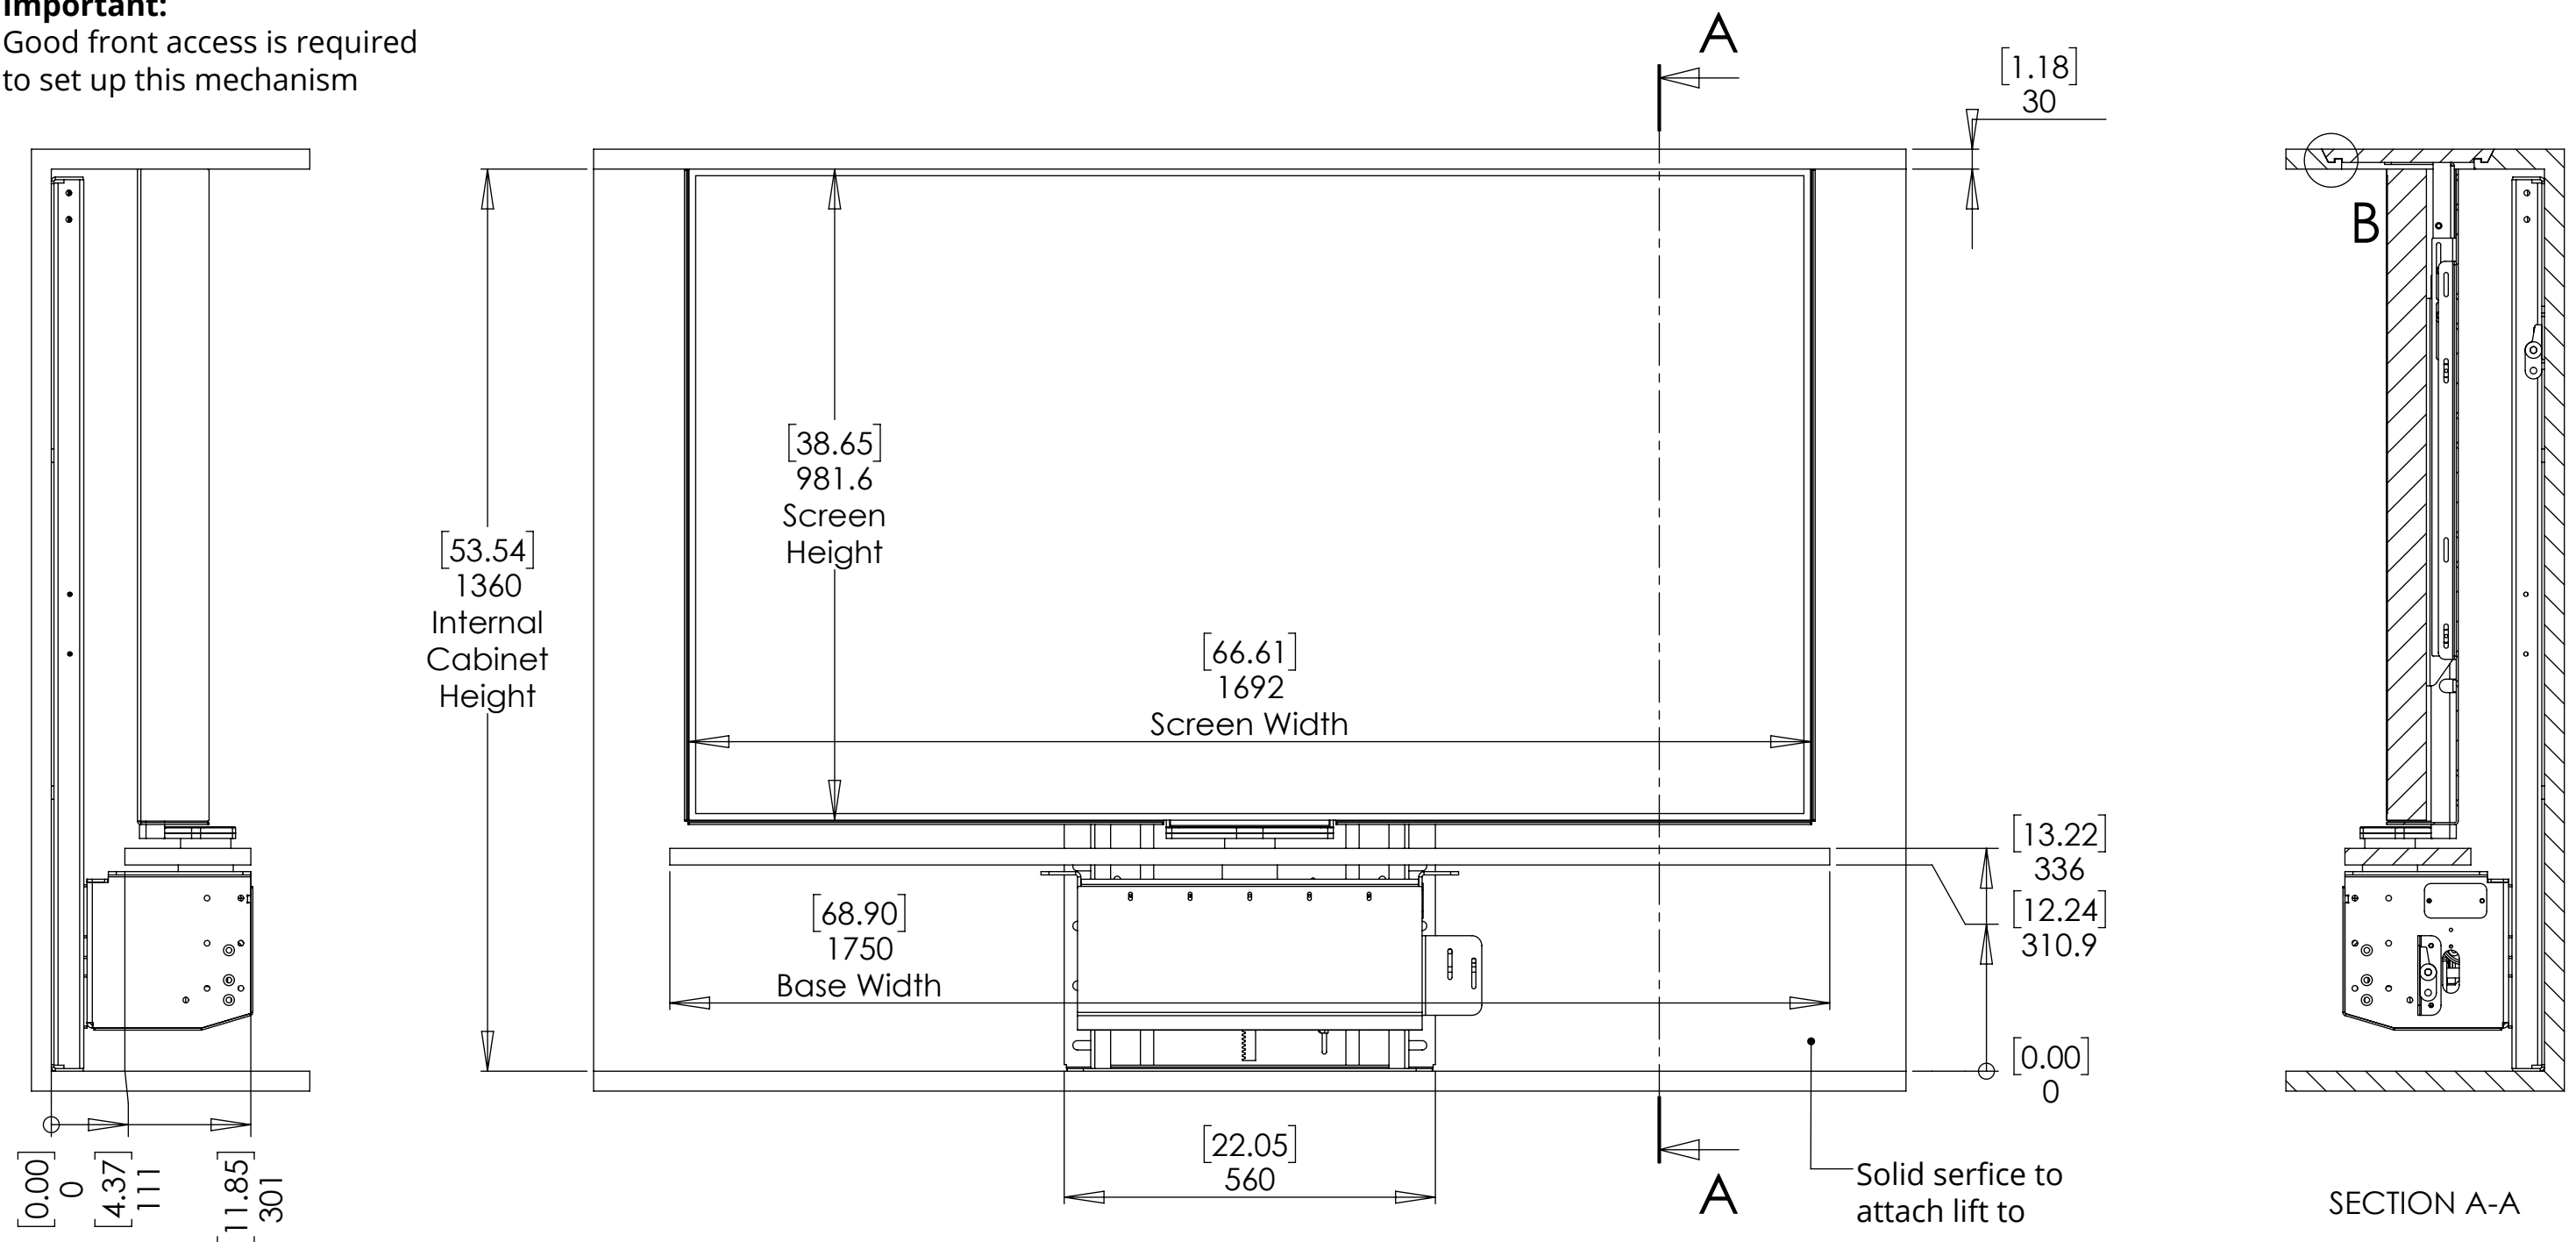 Important:
Good front access is required
to set up this mechanism
A
[1.18]
30
B
[38.65]
981.6
Screen
Height
[53.54]
1360
Internal
Cabinet
Height
[66.61]
1692
Screen Width
[13.22]
336
[68.90]
1750
Base Width
[12.24]
310.9
[0.00]
0
[22.05]
560
A
Solid serfice to
attach lift to
SECTION A-A
[0.00]
0
[4.37]
111
[11.85]
301